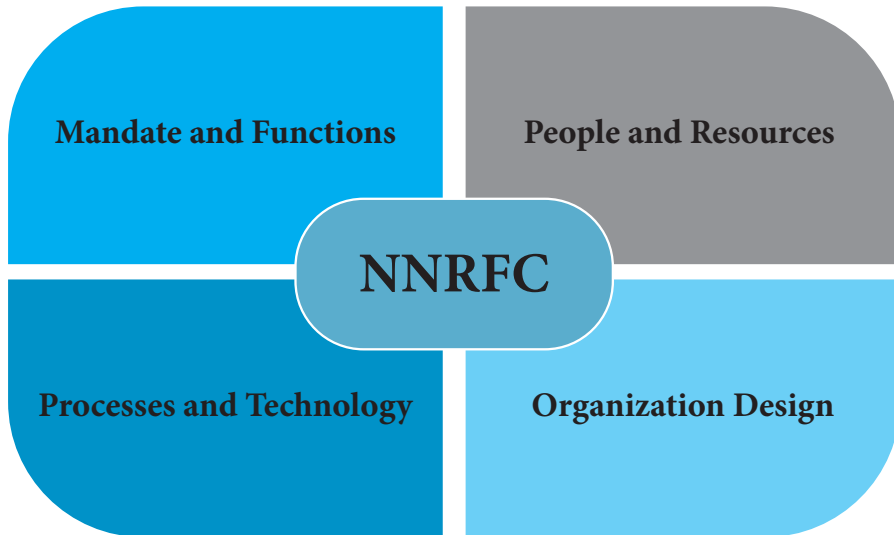 Mandate and Functions
People and Resources
NNRFC
Processes and Technology
Organization Design